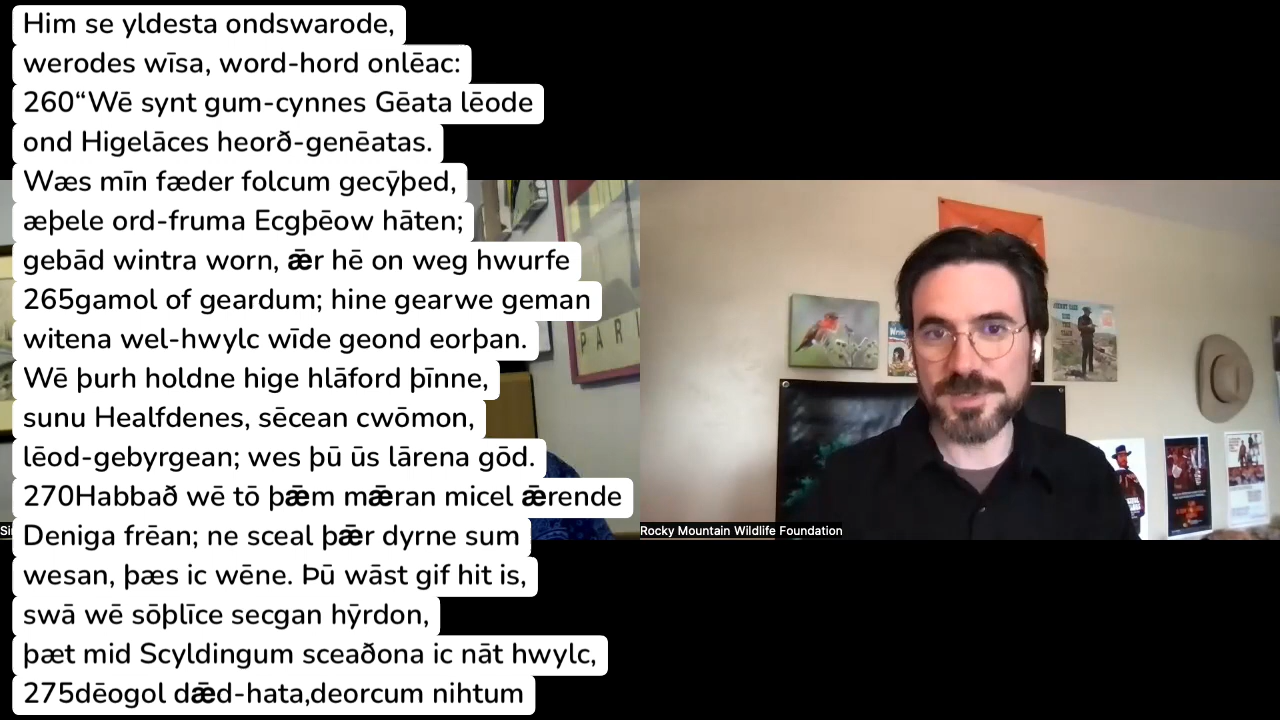 Him se yldesta ondswarode,
werodes wīsa, word-hord onlēac:
260“Wē synt gum-cynnes Gēata lēode
ond Higelāces heorð-genēatas.
Wæs mīn fæder folcum gecȳþed,
æþele ord-fruma Ecgþēow hāten;
gebād wintra worn, ǣr hē on weg hwurfe
265gamol of geardum; hine gearwe geman
witena wel-hwylc wīde geond eorþan.
Wē þurh holdne hige hlāford þīnne,
sunu Healfdenes, sēcean cwōmon,
lēod-gebyrgean; wes þū ūs lārena gōd.
270Habbað wē tō þǣm mǣran micel ǣrende
Deniga frēan; ne sceal þǣr dyrne sum
wesan, þæs ic wēne. Þū wāst gif hit is,
swā wē sōþlīce secgan hȳrdon,
þæt mid Scyldingum sceaðona ic nāt hwylc,
275dēogol dǣd-hata,deorcum nihtum
PARI
Rocky Mountain Wildlife Foundation